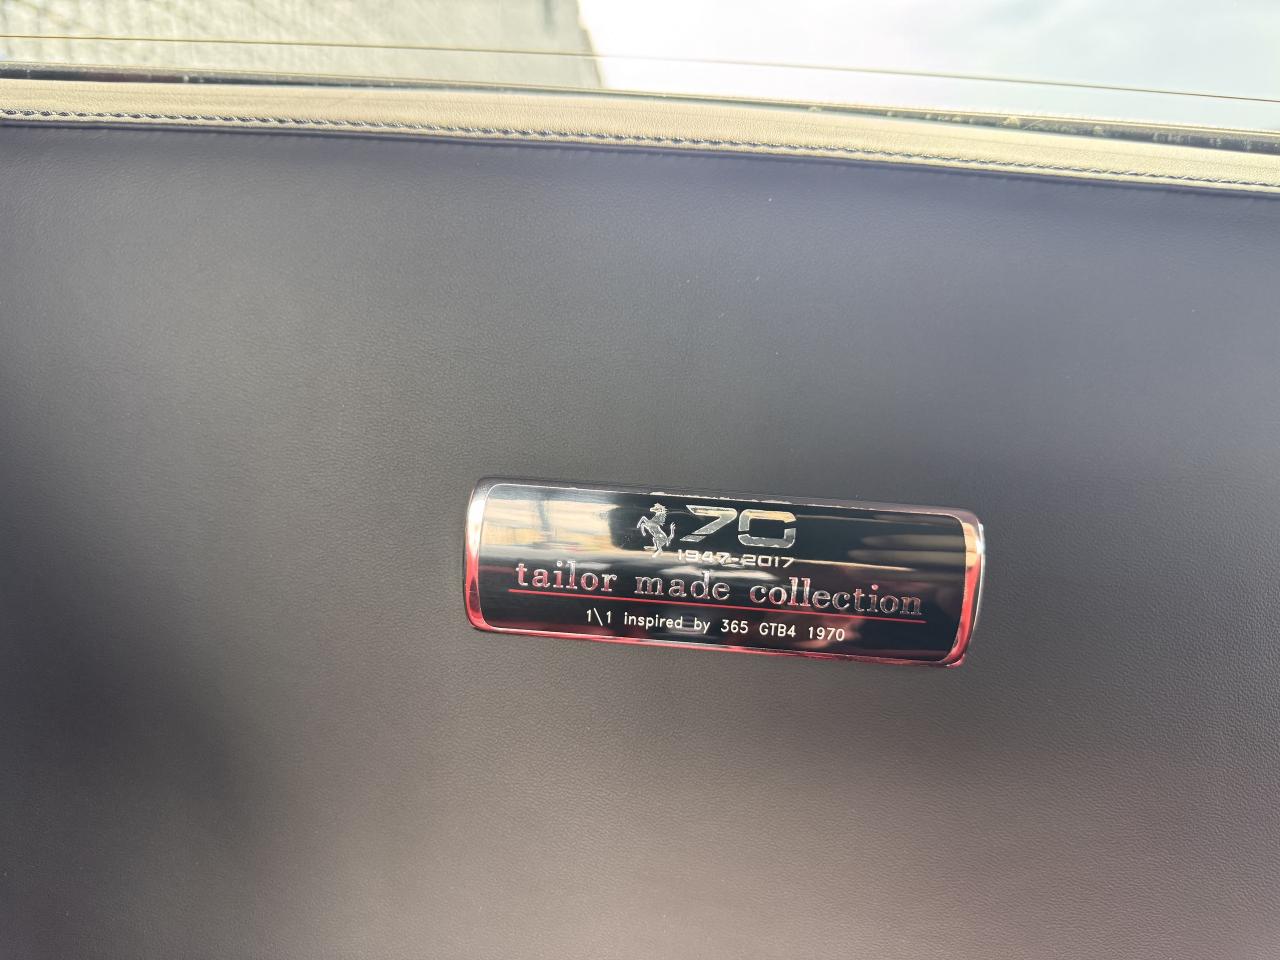 70
1947-2017
tailor made collection
1\1 inspired by 365 GTB4 1970